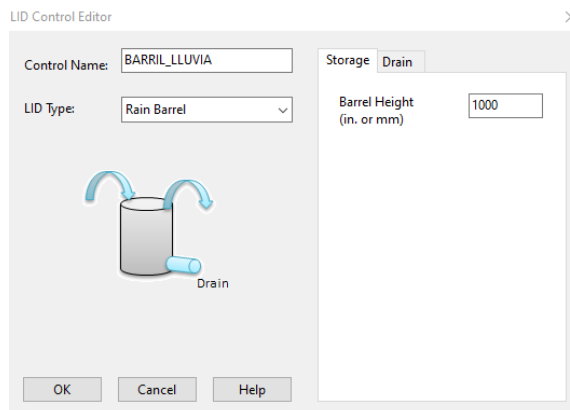 LID Control Editor
Control Name: BARRIL_LLUVIA
LID Type: Rain Barrel
Drain
OK Cancel Help
Storage Drain
Barrel Height 1000
(in. or mm)